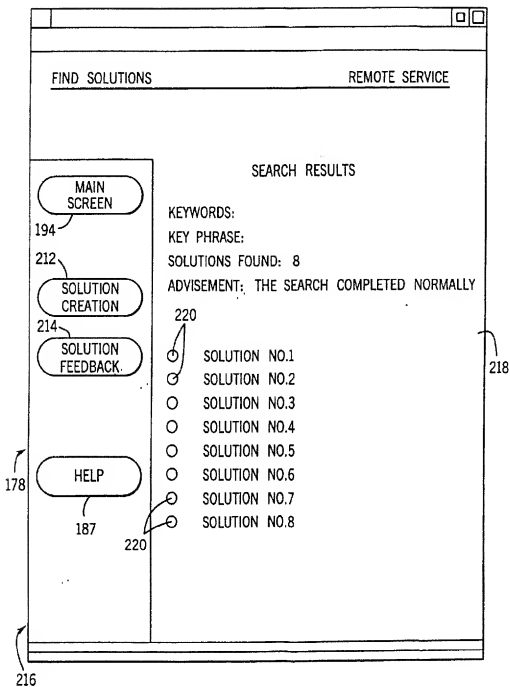 FIND SOLUTIONS
REMOTE SERVICE
MAIN
SCREEN
194
212
SOLUTION
CREATION
214
SOLUTION
FEEDBACK
HELP
187
178
216
SEARCH RESULTS
KEYWORDS:
KEY PHRASE:
SOLUTIONS FOUND: 8
ADVISEMENT: THE SEARCH COMPLETED NORMALLY
220
SOLUTION NO.1
SOLUTION NO.2
SOLUTION NO.3
SOLUTION NO.4
SOLUTION NO.5
SOLUTION NO.6
SOLUTION NO.7
SOLUTION NO.8
220
218